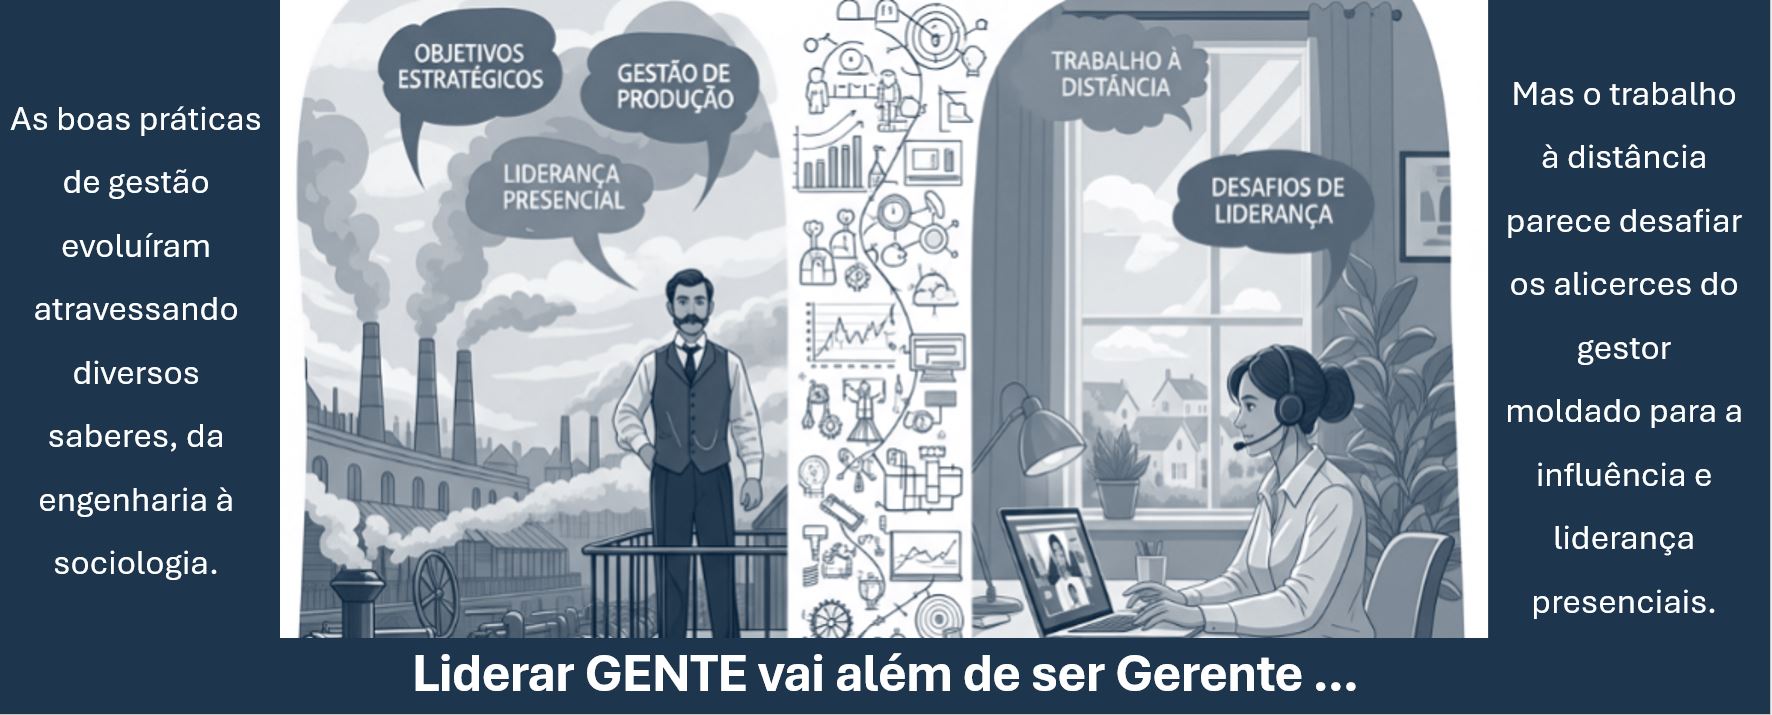 As boas práticas
de gestão
evoluíram
atravessando
diversos
saberes, da
engenharia à
sociologia.
OBJETIVOS
ESTRATÉGICOS
GESTÃO DE
PRODUÇÃO
LIDERANÇA
PRESENCIAL
TRABALHO À
DISTÁNCIA
DESAFIOS DE
LIDERANÇA
Mas o trabalho
à distância
parece desafiar
os alicerces do
gestor
moldado para a
influência e
liderança
presenciais.
Liderar GENTE vai além de ser Gerente ...